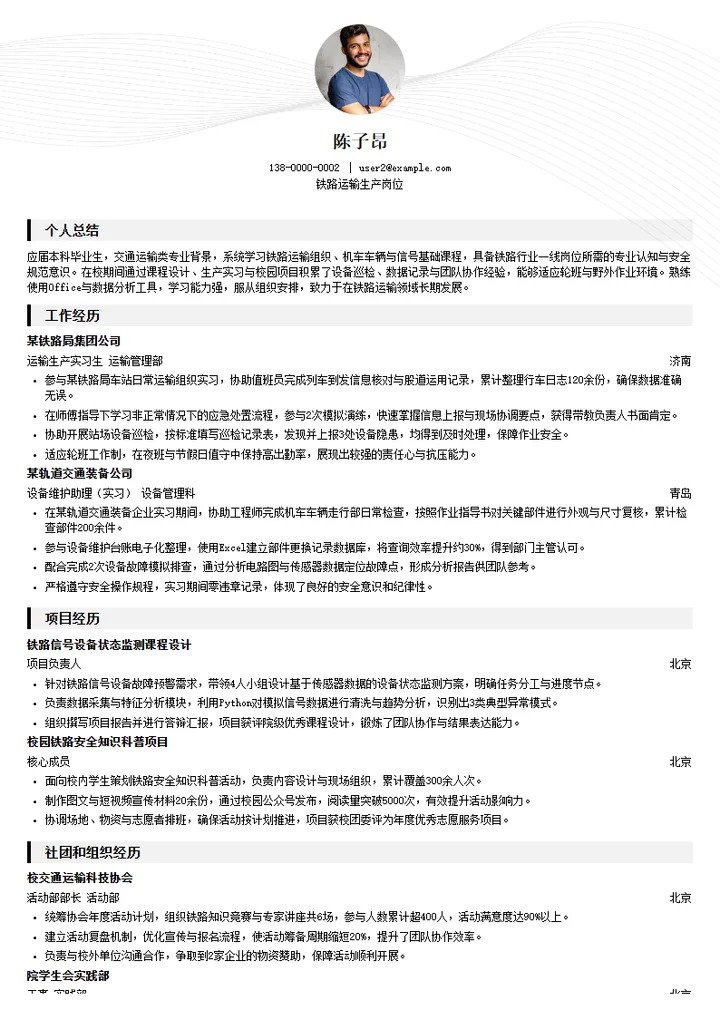 陈子昂
138-0000-0002 | user2@example.com
铁路运输生产岗位
个人总结
应届本科毕业生，交通运输类专业背景，系统学习铁路运输组织、机车车辆与信号基础课程，具备铁路行业一线岗位所需的专业认知与安全
规范意识。在校期间通过课程设计、生产实习与校园项目积累了设备巡检、数据记录与团队协作经验，能够适应轮班与野外作业环境。熟练
使用Office与数据分析工具，学习能力强，服从组织安排，致力于在铁路运输领域长期发展。
工作经历
某铁路局集团公司
运输生产实习生 运输管理部 济南
• 参与某铁路局车站日常运输组织实习，协助值班员完成列车到发信息核对与股道运用记录，累计整理行车日志120余份，确保数据准确
无误。
• 在师傅指导下学习非正常情况下的应急处置流程，参与2次模拟演练，快速掌握信息上报与现场协调要点，获得带教负责人书面肯定。
• 协助开展站场设备巡检，按标准填写巡检记录表，发现并上报3处设备隐患，均得到及时处理，保障作业安全。
• 适应轮班工作制，在夜班与节假日值守中保持高出勤率，展现出较强的责任心与抗压能力。
某轨道交通装备公司
设备维护助理（实习） 设备管理科 青岛
• 在某轨道交通装备企业实习期间，协助工程师完成机车车辆走行部日常检查，按照作业指导书对关键部件进行外观与尺寸复核，累计检
查部件200余件。
• 参与设备维护台账电子化整理，使用Excel建立部件更换记录数据库，将查询效率提升约30%，得到部门主管认可。
• 配合完成2次设备故障模拟排查，通过分析电路图与传感器数据定位故障点，形成分析报告供团队参考。
• 严格遵守安全操作规程，实习期间零违章记录，体现了良好的安全意识和纪律性。
项目经历
铁路信号设备状态监测课程设计
项目负责人 北京
• 针对铁路信号设备故障预警需求，带领4人小组设计基于传感器数据的设备状态监测方案，明确任务分工与进度节点。
• 负责数据采集与特征分析模块，利用Python对模拟信号数据进行清洗与趋势分析，识别出3类典型异常模式。
• 组织撰写项目报告并进行答辩汇报，项目获评院级优秀课程设计，锻炼了团队协作与结果表达能力。
校园铁路安全知识科普项目
核心成员 北京
• 面向校内学生策划铁路安全知识科普活动，负责内容设计与现场组织，累计覆盖300余人次。
• 制作图文与短视频宣传材料20余份，通过校园公众号发布，阅读量突破5000次，有效提升活动影响力。
• 协调场地、物资与志愿者排班，确保活动按计划推进，项目获校团委评为年度优秀志愿服务项目。
社团和组织经历
校交通运输科技协会
活动部部长 活动部 北京
• 统筹协会年度活动计划，组织铁路知识竞赛与专家讲座共6场，参与人数累计超400人，活动满意度达90%以上。
• 建立活动复盘机制，优化宣传与报名流程，使活动筹备周期缩短20%，提升了团队协作效率。
• 负责与校外单位沟通合作，争取到2家企业的物资赞助，保障活动顺利开展。
院学生会实践部